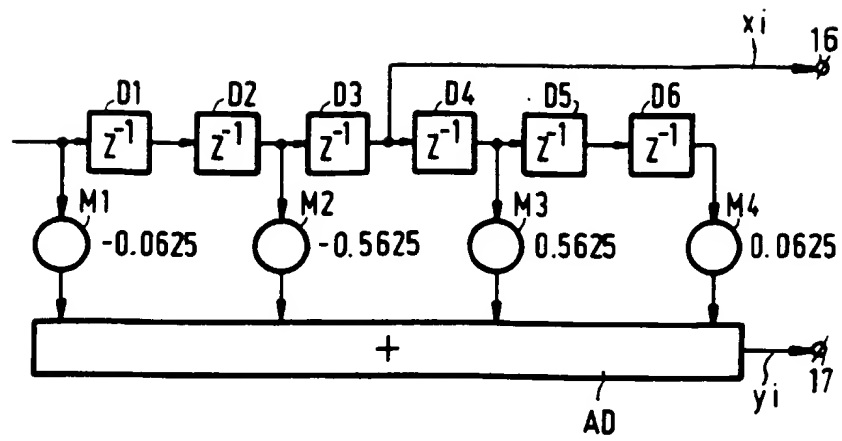 xi
16
D1 D2 D3 D4 D5 D6
z⁻¹ z⁻¹ z⁻¹ z⁻¹ z⁻¹ z⁻¹
M1 M2 M3 M4
-0.0625 -0.5625 0.5625 0.0625
+
yi
17
AD